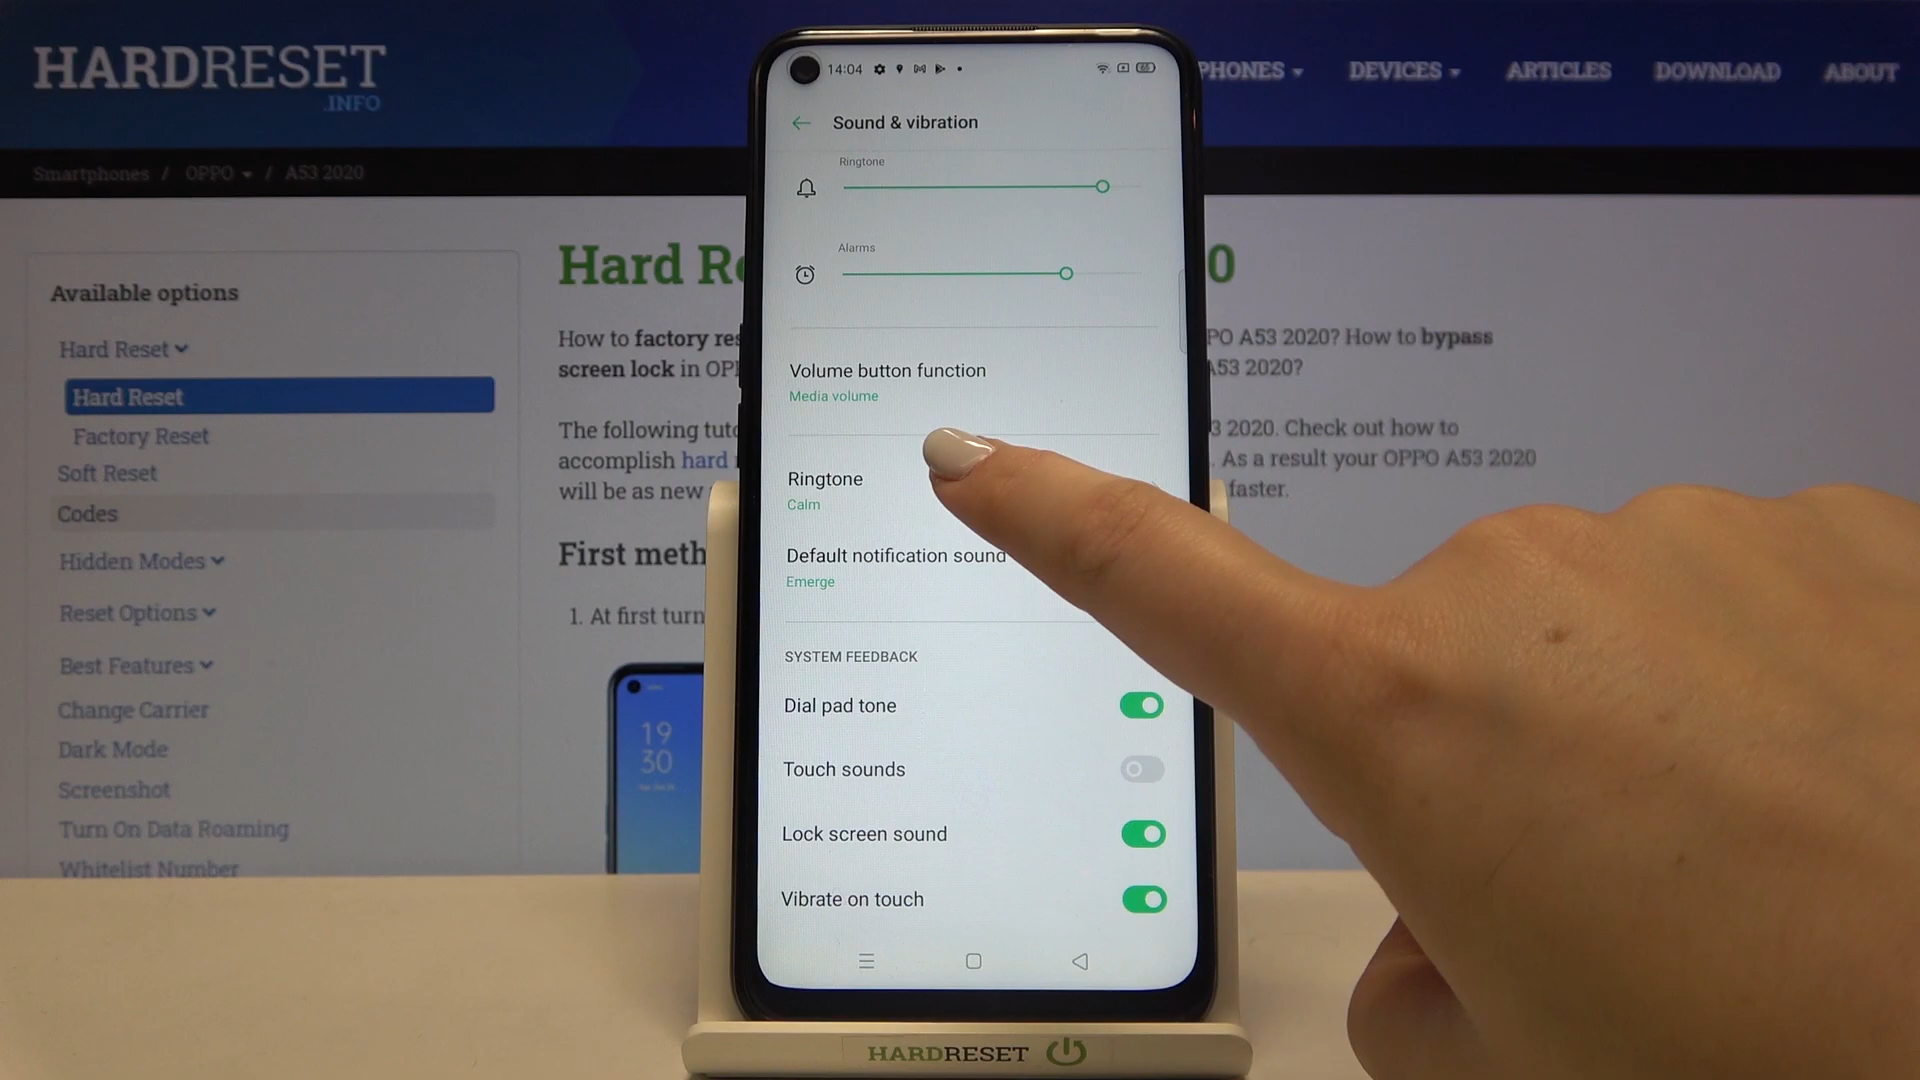 HARDRESET
.INFO
PHONES
DEVICES
ARTICLES
DOWNLOAD
ABOUT
Smartphones / OPPO / A53 2020
Available options
Hard Reset
Hard Reset
Factory Reset
Soft Reset
Codes
Hidden Modes
Reset Options
Best Features
Change Carrier
Dark Mode
Screenshot
Turn On Data Roaming
Whitelist Number
Hard Re
0
How to factory res
PO A53 2020? How to bypass
screen lock in OPP
A53 2020?
The following tuto
3 2020. Check out how to
accomplish hard
. As a result your OPPO A53 2020
will be as new
faster.
First meth
1. At first turn
19
30
14:04
Sound & vibration
Ringtone
Alarms
Volume button function
Media volume
Ringtone
Calm
Default notification sound
Emerge
SYSTEM FEEDBACK
Dial pad tone
Touch sounds
Lock screen sound
Vibrate on touch
HARDRESET